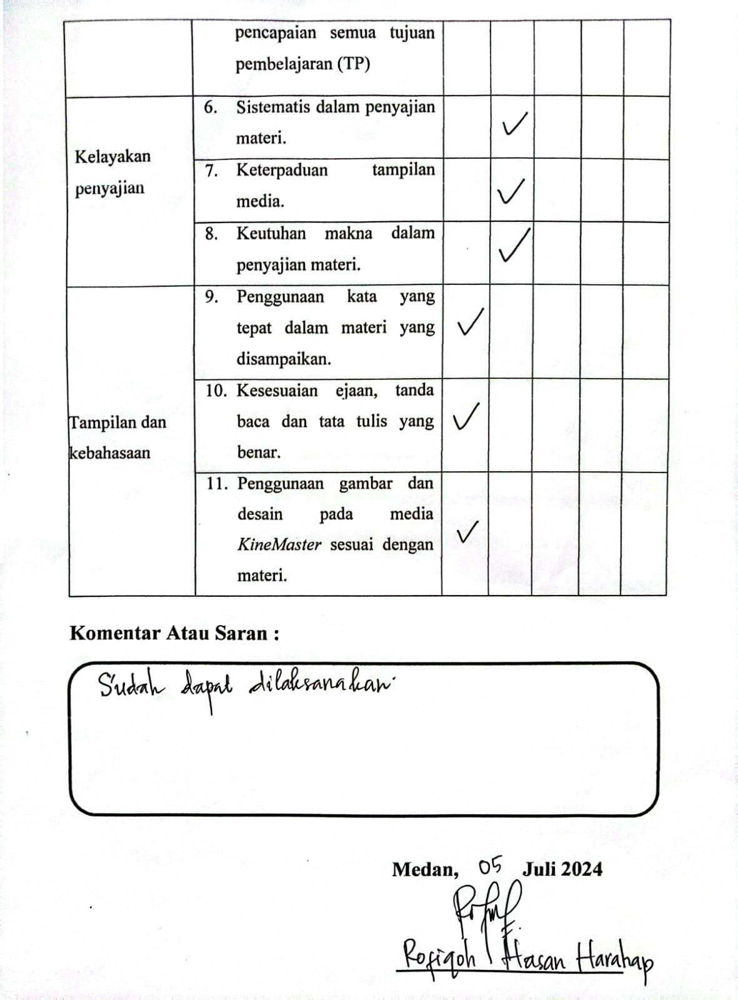 pencapaian semua tujuan
pembelajaran (TP)
Kelayakan
penyajian
6. Sistematis dalam penyajian
materi.
7. Keterpaduan tampilan
media.
8. Keutuhan makna dalam
penyajian materi.
Tampilan dan
kebahasaan
9. Penggunaan kata yang
tepat dalam materi yang
disampaikan.
10. Kesesuaian ejaan, tanda
baca dan tata tulis yang
benar.
11. Penggunaan gambar dan
desain pada media
KineMaster sesuai dengan
materi.
Komentar Atau Saran :
Sudah dapat dilaksanakan.
Medan, 05 Juli 2024
Rofiqoh Hasan Harahap